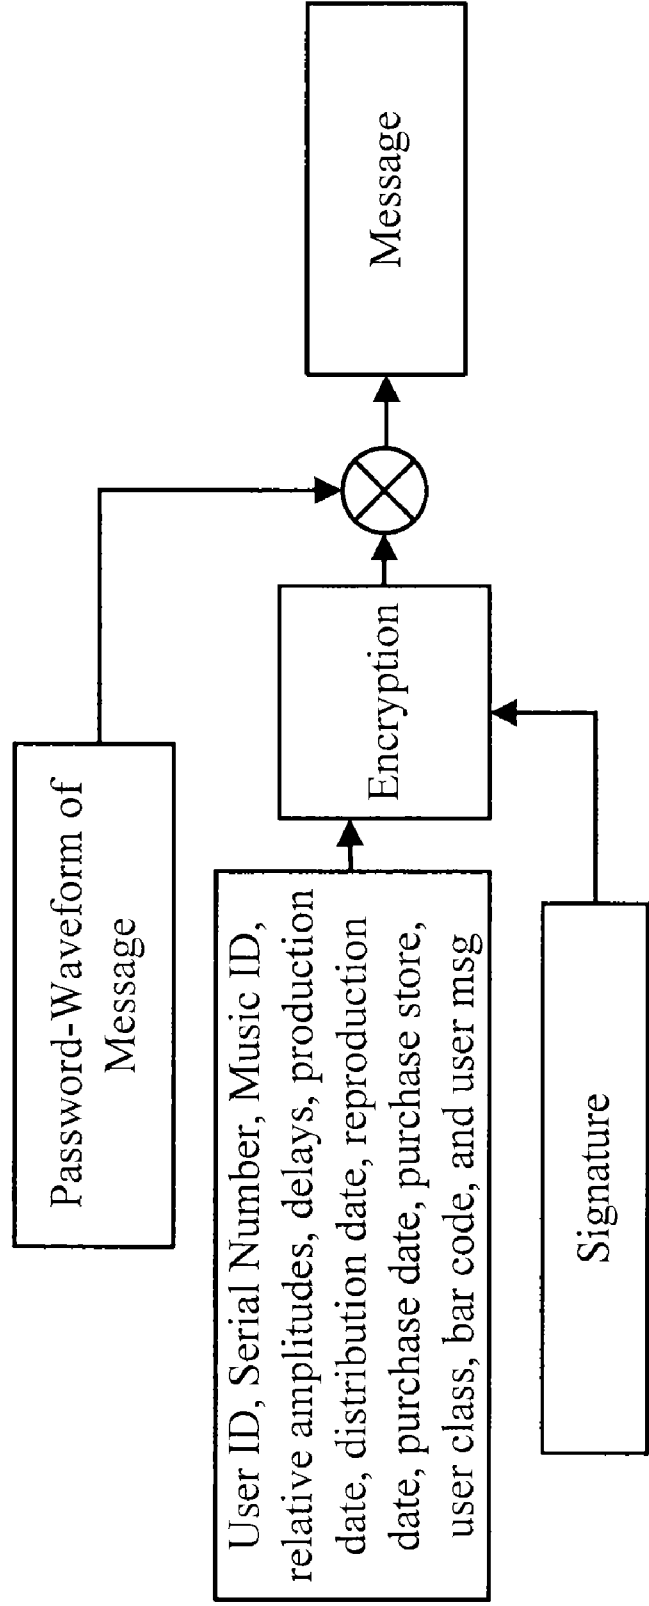 Password-Waveform of
Message
User ID, Serial Number, Music ID,
relative amplitudes, delays, production
date, distribution date, reproduction
date, purchase date, purchase store,
user class, bar code, and user msg
Signature
Encryption
Message